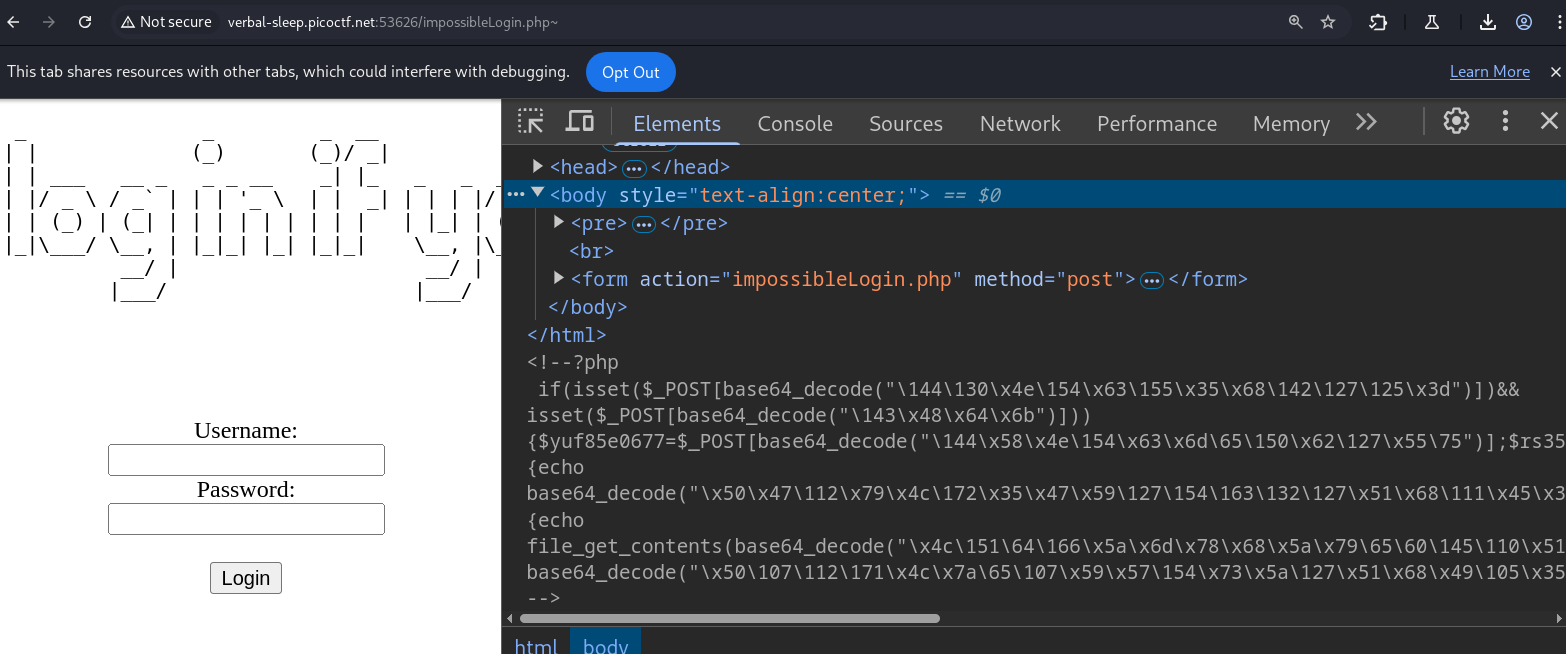 Not secure verbal-sleep.picoctf.net:53626/impossibleLogin.php~
This tab shares resources with other tabs, which could interfere with debugging. Opt Out Learn More
Username:
Password:
Login
Elements Console Sources Network Performance Memory
<head> ··· </head>
··· <body style="text-align:center;"> == $0
<pre> ··· </pre>
<br>
<form action="impossibleLogin.php" method="post"> ··· </form>
</body>
</html>
<!--?php
if(isset($_POST[base64_decode("\144\130\x4e\154\x63\155\x35\x68\142\127\125\x3d")])&&
isset($_POST[base64_decode("\143\x48\x64\x6b")]))
{$yuf85e0677=$_POST[base64_decode("\144\x58\x4e\154\x63\x6d\x65\150\x62\127\x55\75")];$rs35
{echo
base64_decode("\x50\x47\112\x79\x4c\172\x35\x47\x59\127\154\163\132\127\x51\x68\111\x45\x3
{echo
file_get_contents(base64_decode("\x4c\151\64\166\x5a\x6d\x78\x68\x5a\x79\x65\x60\145\110\x51
base64_decode("\x50\107\112\171\x4c\x7a\x65\107\x59\x57\154\x73\x5a\127\x51\x68\x49\105\x35
-->
html body